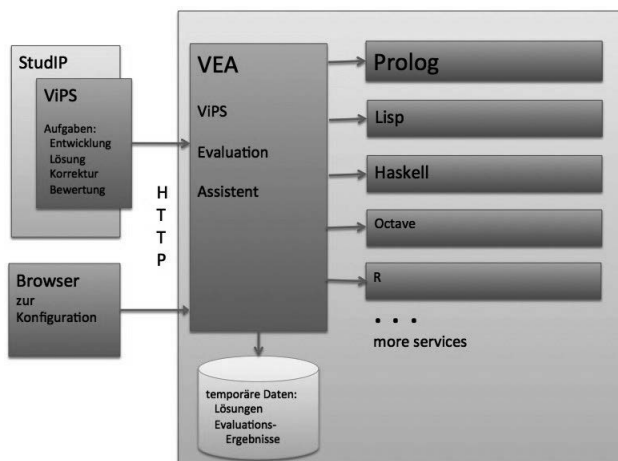 StudIP
ViPS
Aufgaben:
Entwicklung
Lösung
Korrektur
Bewertung
Browser
zur
Konfiguration
H
T
T
P
VEA
ViPS
Evaluation
Assistent
Prolog
Lisp
Haskell
Octave
R
. . .
more services
temporäre Daten:
Lösungen
Evaluations-
Ergebnisse